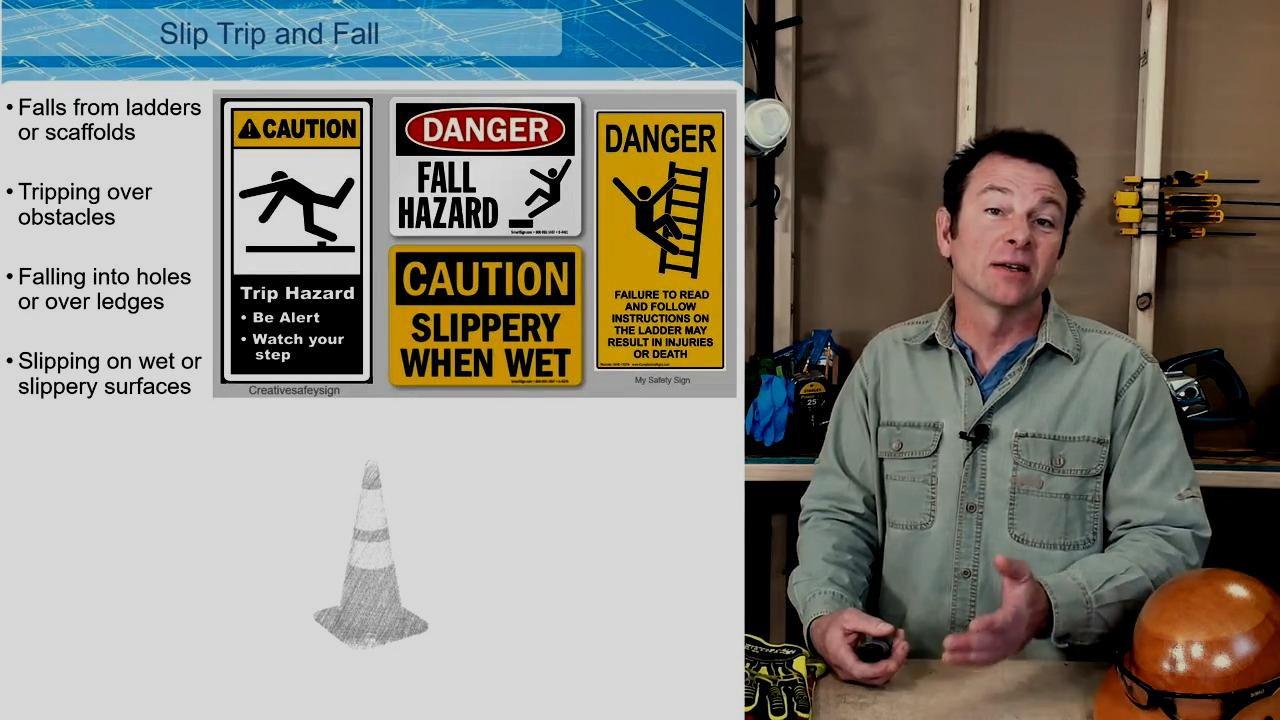 Slip Trip and Fall
• Falls from ladders
or scaffolds
• Tripping over
obstacles
• Falling into holes
or over ledges
• Slipping on wet or
slippery surfaces
CAUTION
Trip Hazard
• Be Alert
• Watch your
step
Creativesafeysign
DANGER
FALL
HAZARD
CAUTION
SLIPPERY
WHEN WET
DANGER
FAILURE TO READ
AND FOLLOW
INSTRUCTIONS ON
THE LADDER MAY
RESULT IN INJURIES
OR DEATH
My Safety Sign
STANLEY
25'